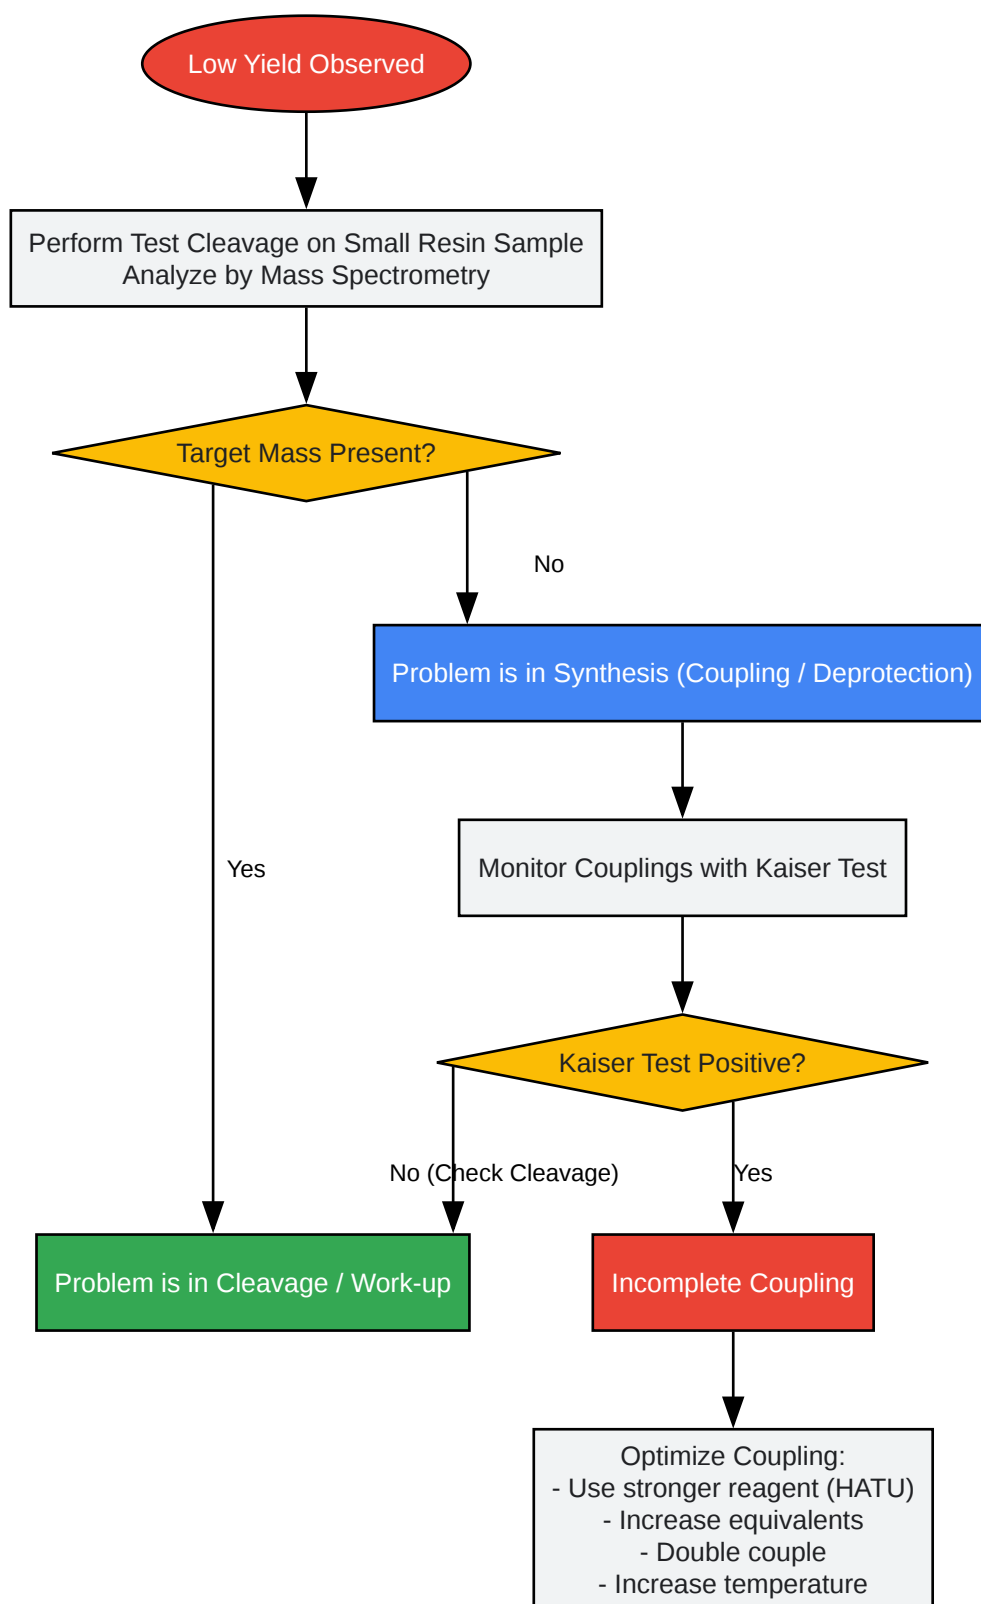 Low Yield Observed
Perform Test Cleavage on Small Resin Sample
Analyze by Mass Spectrometry
Target Mass Present?
No
Problem is in Synthesis (Coupling / Deprotection)
Yes
Monitor Couplings with Kaiser Test
Kaiser Test Positive?
No (Check Cleavage)
Yes
Problem is in Cleavage / Work-up
Incomplete Coupling
Optimize Coupling:
- Use stronger reagent (HATU)
- Increase equivalents
- Double couple
- Increase temperature